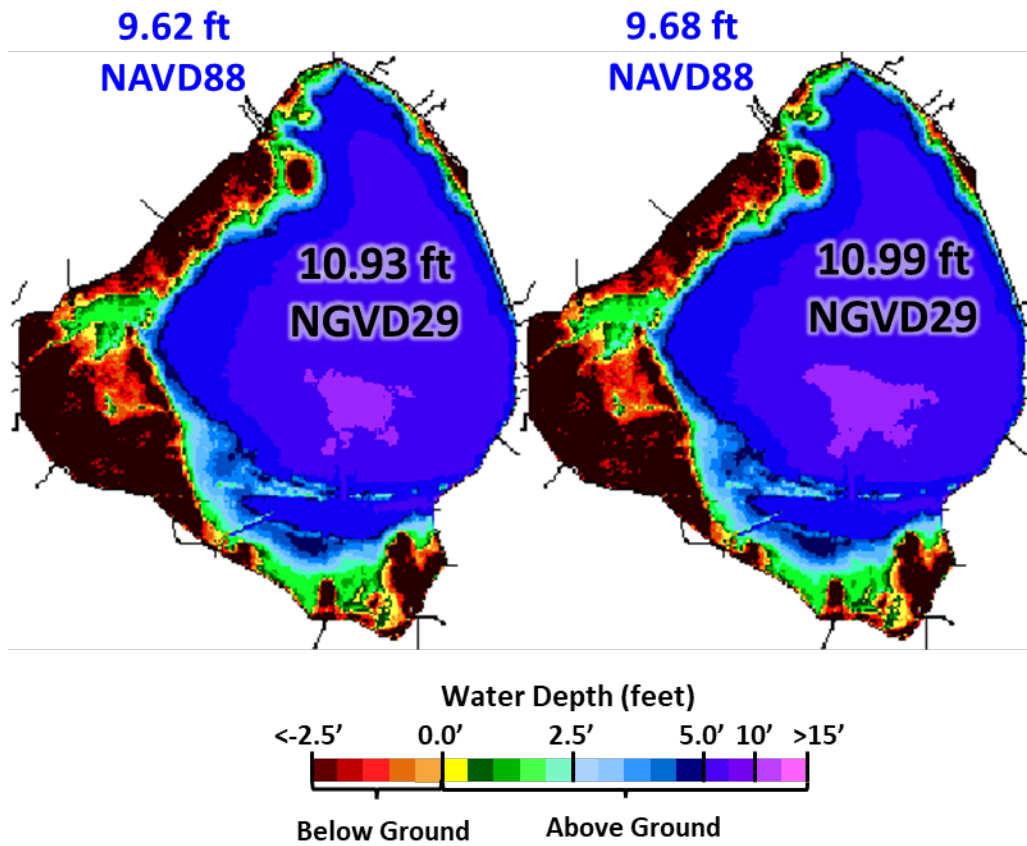 9.62 ft
NAVD88
9.68 ft
NAVD88
10.93 ft
NGVD29
10.99 ft
NGVD29
Water Depth (feet)
<-2.5’ 0.0’ 2.5’ 5.0’ 10’ >15’
Below Ground Above Ground